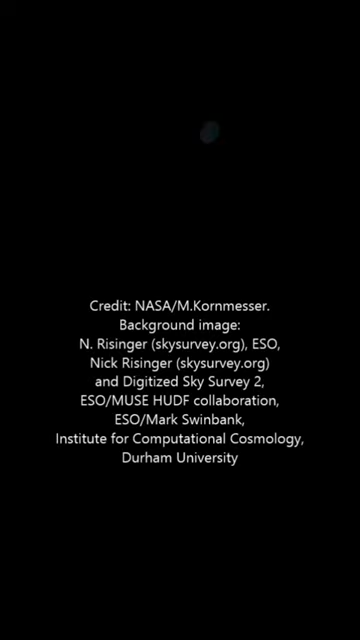 Credit: NASA/M.Kornmesser.
Background image:
N. Risinger (skysurvey.org), ESO,
Nick Risinger (skysurvey.org)
and Digitized Sky Survey 2,
ESO/MUSE HUDF collaboration,
ESO/Mark Swinbank,
Institute for Computational Cosmology,
Durham University